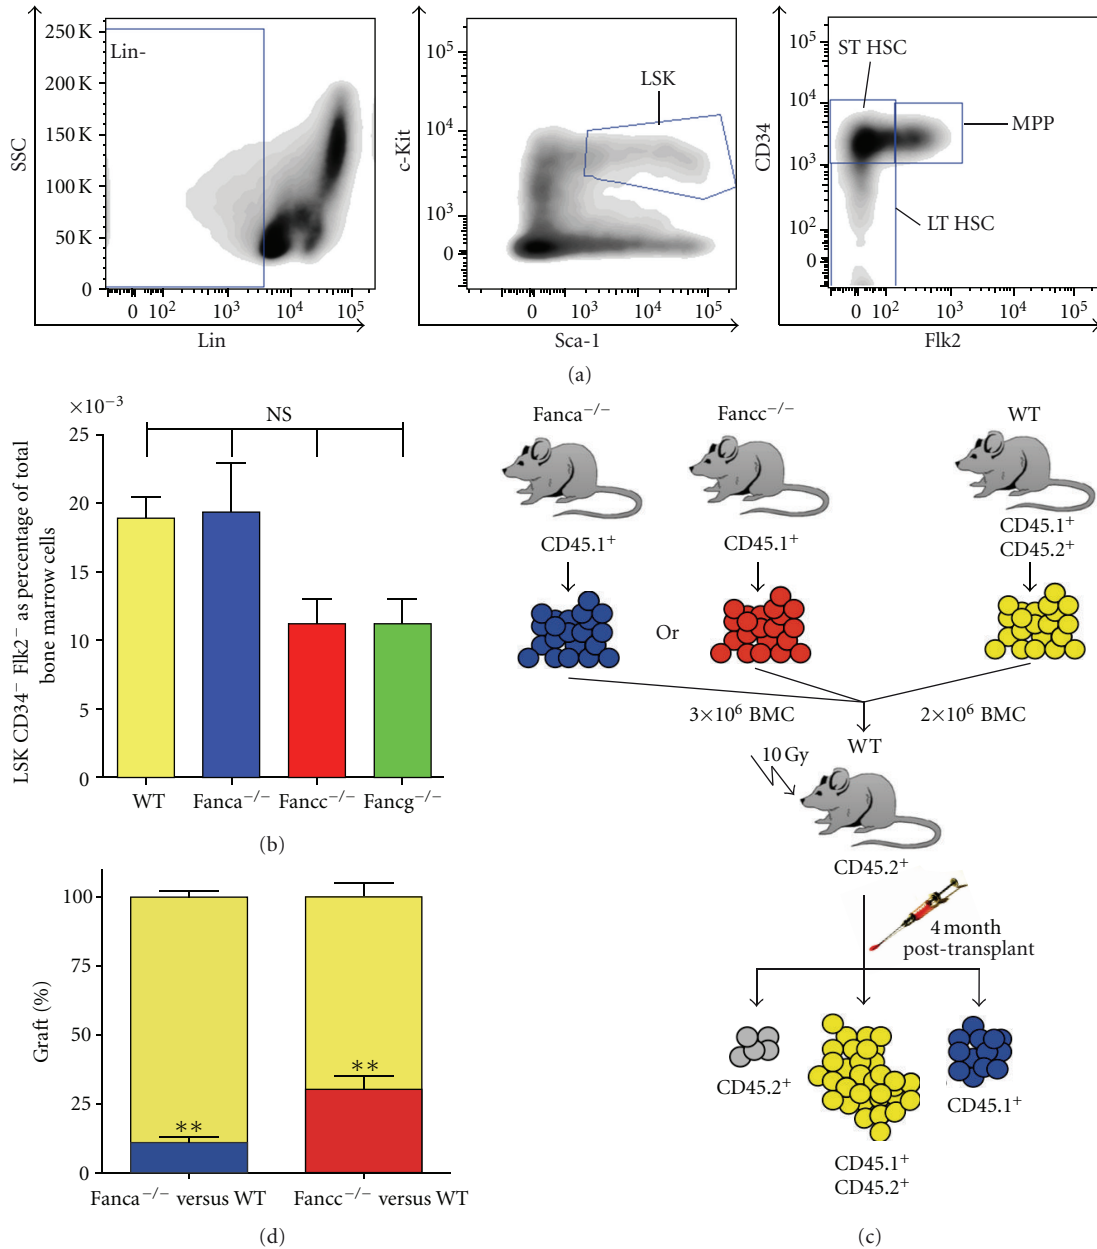 SSC
250 K
200 K
150 K
100 K
50 K
0
Lin-
0 10² 10³ 10⁴ 10⁵
Lin
c-Kit
10⁵
10⁴
10³
0
LSK
0 10³ 10⁴ 10⁵
Sca-1
CD34
10⁵
10⁴
10³
10²
0
ST HSC
MPP
LT HSC
0 10² 10³ 10⁴ 10⁵
Flk2
(a)
×10⁻³
LSK CD34⁻ Flk2⁻ as percentage of total
bone marrow cells
25
20
15
10
5
0
NS
WT Fanca⁻/⁻ Fancc⁻/⁻ Fancg⁻/⁻
(b)
Fanca⁻/⁻ Fancc⁻/⁻ WT
CD45.1⁺ CD45.1⁺ CD45.1⁺
CD45.2⁺
Or
3×10⁶ BMC 2×10⁶ BMC
WT
10 Gy
CD45.2⁺
4 month
post-transplant
CD45.2⁺
CD45.1⁺
CD45.1⁺
CD45.2⁺
(c)
Graft (%)
100
75
50
25
0
**
**
Fanca⁻/⁻ versus WT Fancc⁻/⁻ versus WT
(d)